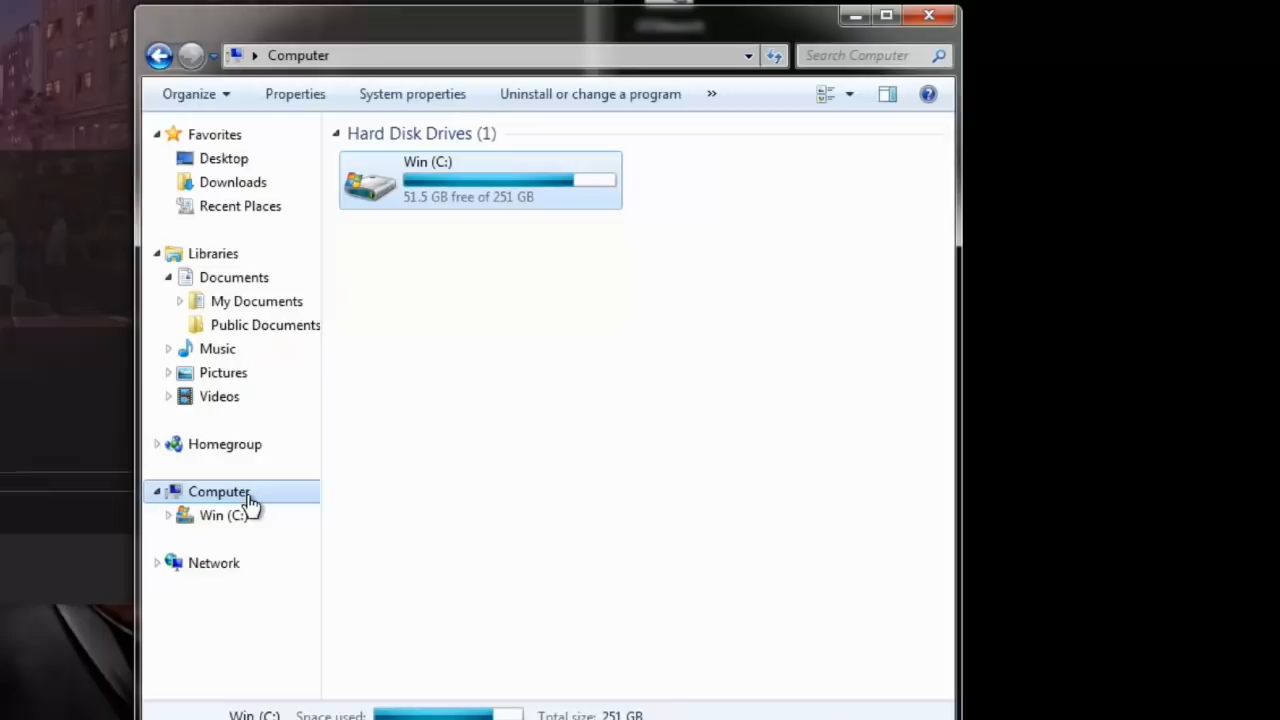 Computer
Search Computer
Organize
Properties
System properties
Uninstall or change a program
»
Favorites
Desktop
Downloads
Recent Places
Libraries
Documents
My Documents
Public Documents
Music
Pictures
Videos
Homegroup
Computer
Win (C:)
Network
Hard Disk Drives (1)
Win (C:)
51.5 GB free of 251 GB
Win (C:) Space used: Total size: 251 GB